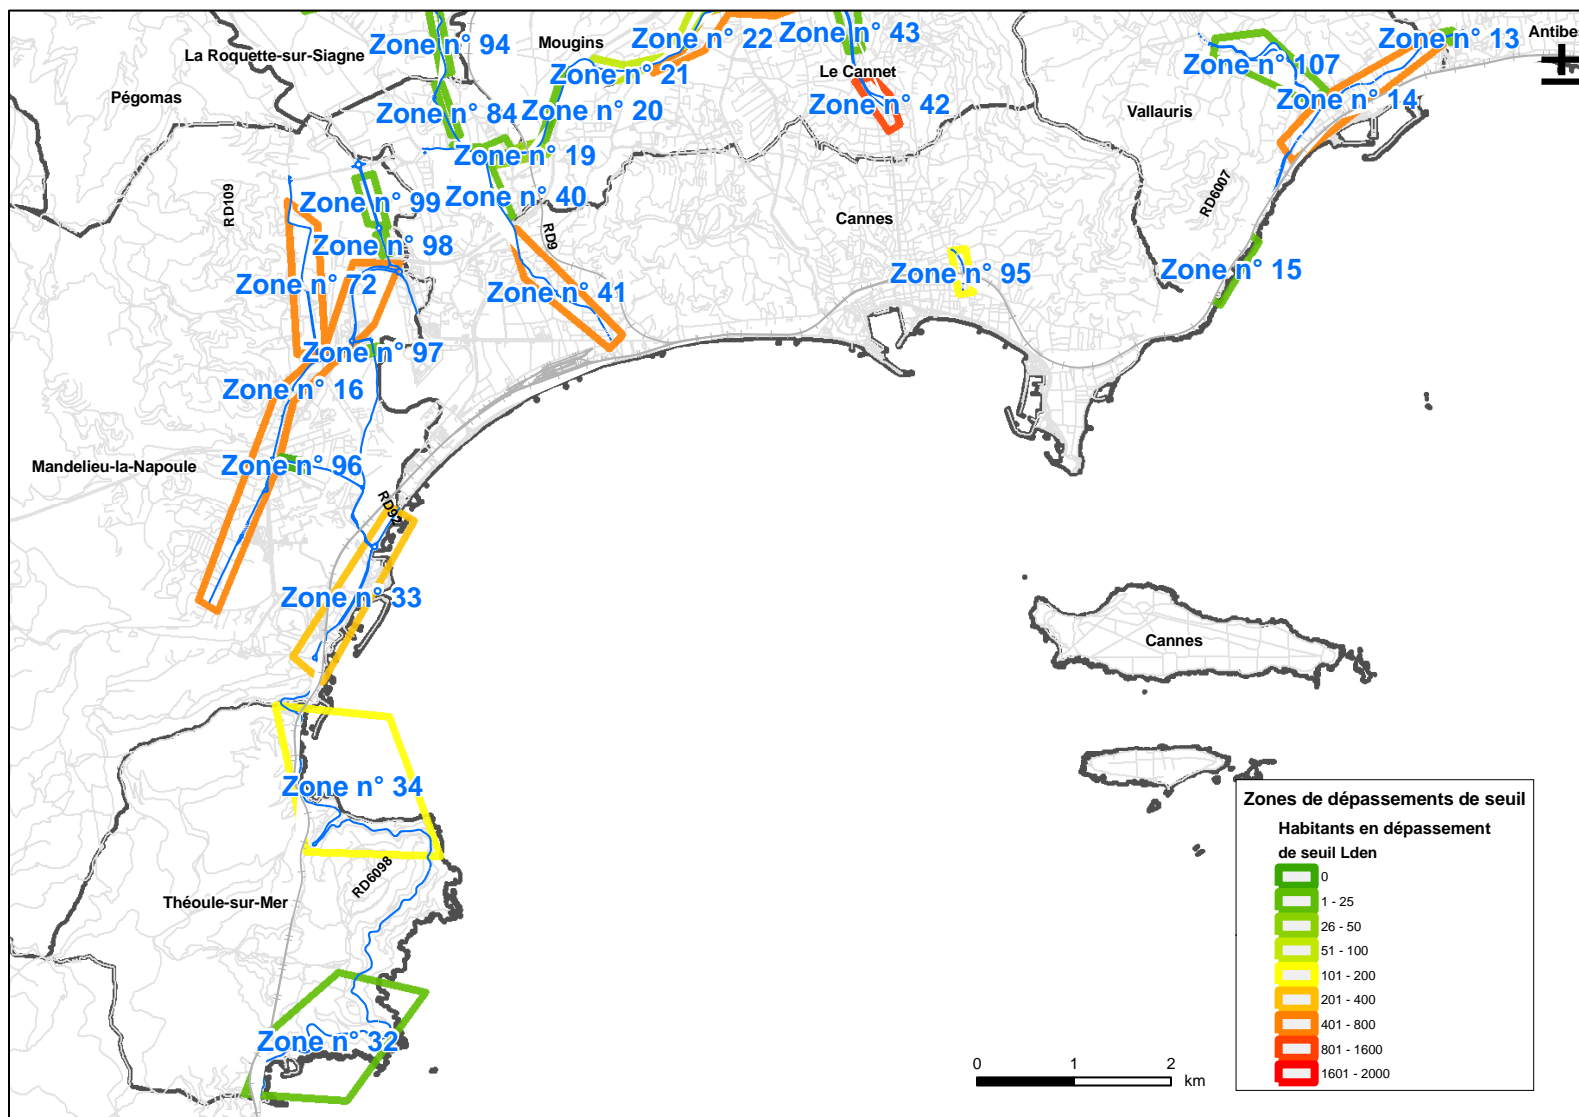 Zone n° 94
Mougins
Zone n° 22
Zone n° 43
Zone n° 13
Antibe
La Roquette-sur-Siagne
Zone n° 21
Le Cannet
Zone n° 107
Pégomas
Zone n° 84
Zone n° 20
Zone n° 42
Vallauris
Zone n° 14
Zone n° 19
RD109
Zone n° 99
Zone n° 40
Cannes
RD6007
Zone n° 98
RD9
Zone n° 72
Zone n° 41
Zone n° 95
Zone n° 15
Zone n° 97
Zone n° 16
Mandelieu-la-Napoule
Zone n° 96
RD92
Zone n° 33
Cannes
Zone n° 34
RD6098
Théoule-sur-Mer
Zone n° 32
Zones de dépassements de seuil
Habitants en dépassement
de seuil Lden
0
1 - 25
26 - 50
51 - 100
101 - 200
201 - 400
401 - 800
801 - 1600
1601 - 2000
0 1 2
km